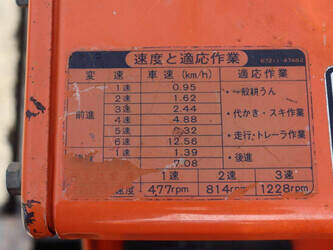 速度と適応作業 67211-47662
変速 車速(km/h) 適応作業
前進 1速 0.95 ・一般耕うん
2速 1.62
3速 2.44 ・代かき・スキ作業
4速 4.88
5速 .32 ・走行・トレーラ作業
6速 12.56
1速 1.39 ・後進
7.08
1速 2速 3速
速度 477rpm 814rpm 1228rpm